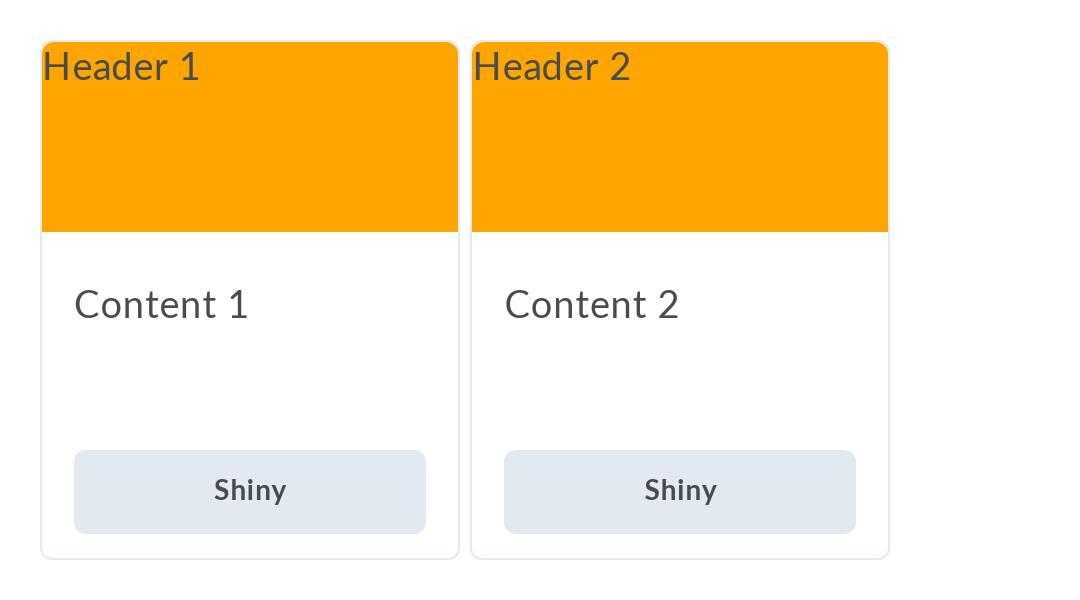 Header 1
Content 1
Shiny
Header 2
Content 2
Shiny